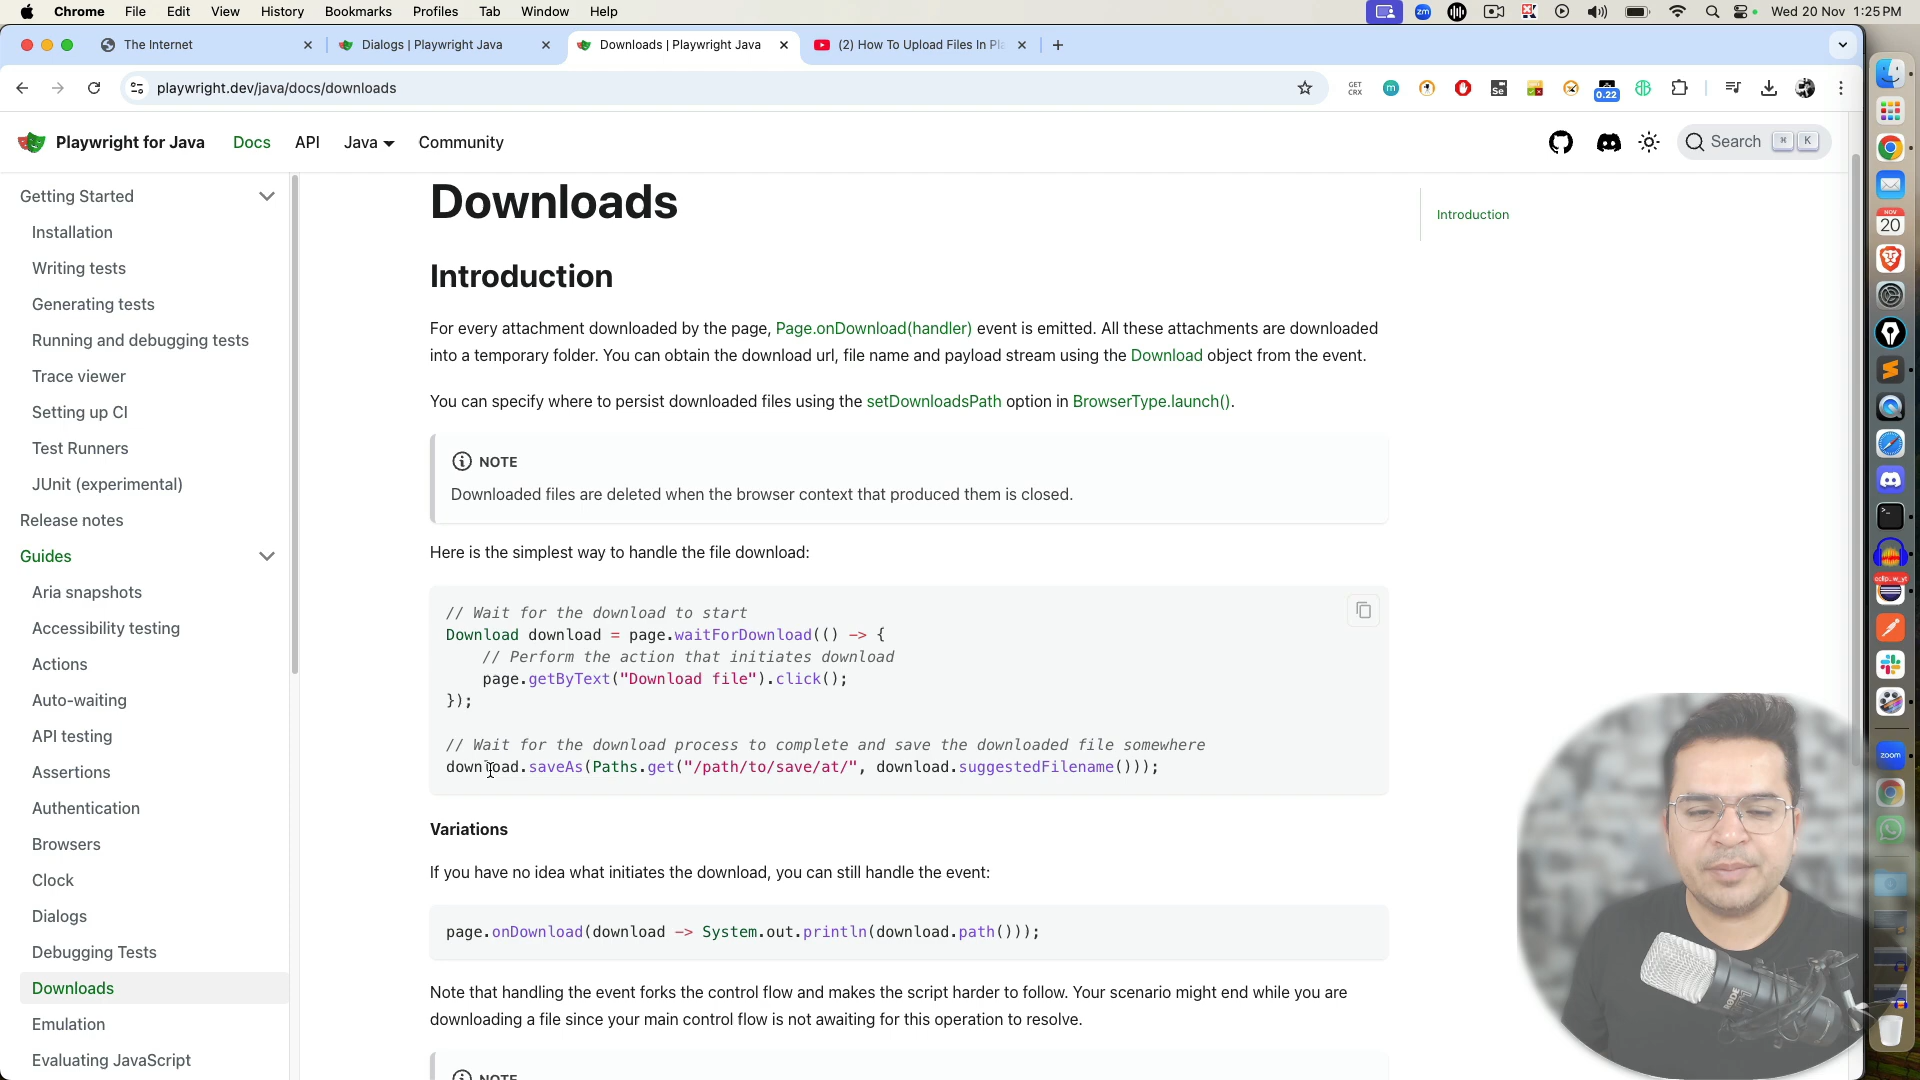 Chrome File Edit View History Bookmarks Profiles Tab Window Help
zm
Wed 20 Nov 1:25 PM
The Internet
Dialogs | Playwright Java
Downloads | Playwright Java
(2) How To Upload Files In Pl
playwright.dev/java/docs/downloads
GET CRX
m
Se
0.22
Playwright for Java
Docs
API
Java
Community
Search
K
Getting Started
Installation
Writing tests
Generating tests
Running and debugging tests
Trace viewer
Setting up CI
Test Runners
JUnit (experimental)
Release notes
Guides
Aria snapshots
Accessibility testing
Actions
Auto-waiting
API testing
Assertions
Authentication
Browsers
Clock
Dialogs
Debugging Tests
Downloads
Emulation
Evaluating JavaScript
Downloads
Introduction
For every attachment downloaded by the page, Page.onDownload(handler) event is emitted. All these attachments are downloaded
into a temporary folder. You can obtain the download url, file name and payload stream using the Download object from the event.
You can specify where to persist downloaded files using the setDownloadsPath option in BrowserType.launch().
NOTE
Downloaded files are deleted when the browser context that produced them is closed.
Here is the simplest way to handle the file download:
// Wait for the download to start
Download download = page.waitForDownload(() -> {
// Perform the action that initiates download
page.getByText("Download file").click();
});
// Wait for the download process to complete and save the downloaded file somewhere
download.saveAs(Paths.get("/path/to/save/at/", download.suggestedFilename()));
Variations
If you have no idea what initiates the download, you can still handle the event:
page.onDownload(download -> System.out.println(download.path()));
Note that handling the event forks the control flow and makes the script harder to follow. Your scenario might end while you are
downloading a file since your main control flow is not awaiting for this operation to resolve.
NOTE
Introduction
NOV
20
zoom